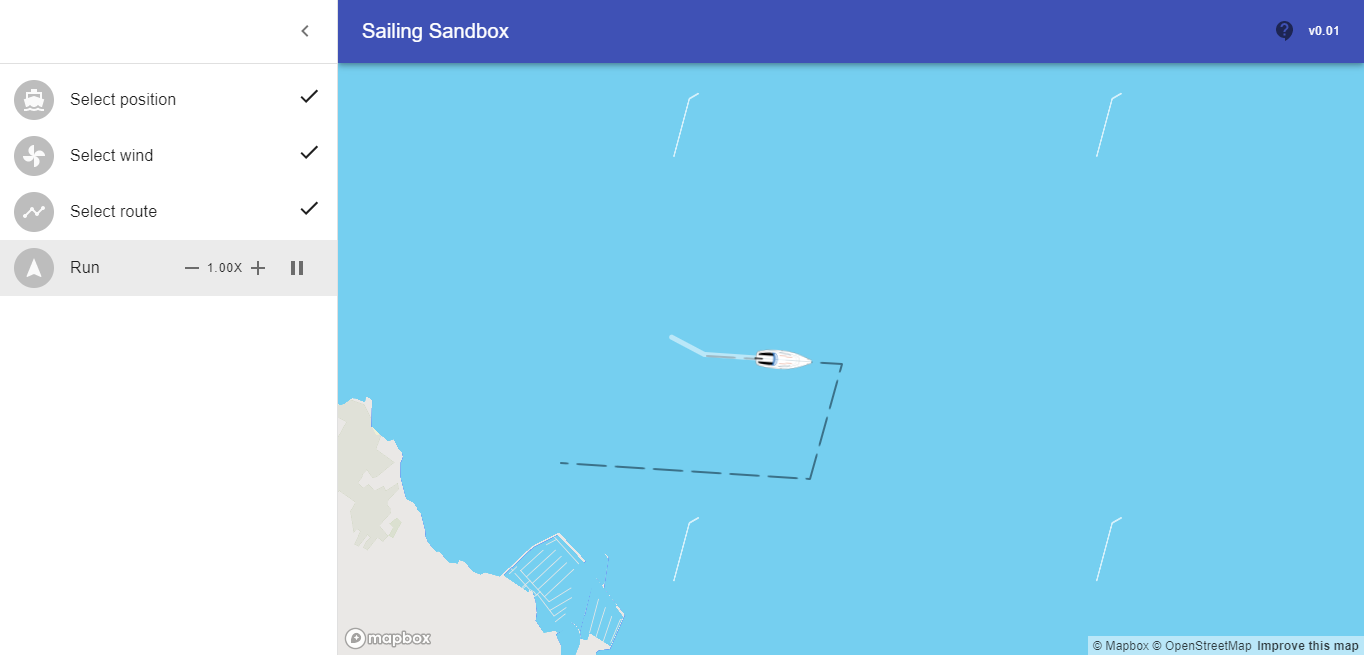 Sailing Sandbox
v0.01
Select position
Select wind
Select route
Run
1.00X
mapbox
© Mapbox © OpenStreetMap Improve this map